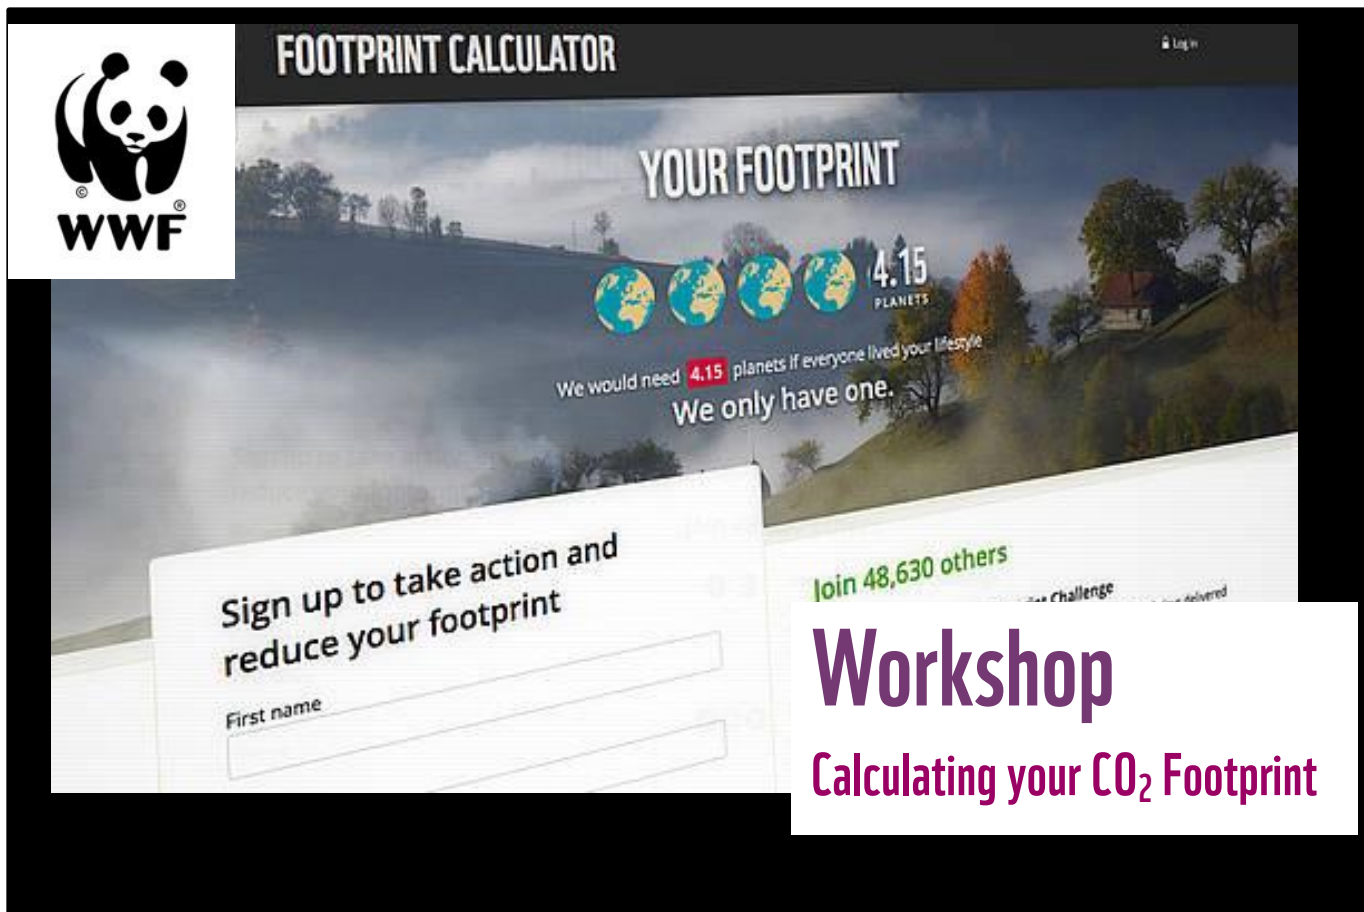 FOOTPRINT CALCULATOR
Log in
©
®
WWF
YOUR FOOTPRINT
4.15
PLANETS
We would need 4.15 planets if everyone lived your lifestyle
We only have one.
Sign up to take action and
reduce your footprint
First name
Join 48,630 others
Challenge
delivered
Workshop
Calculating your CO₂ Footprint